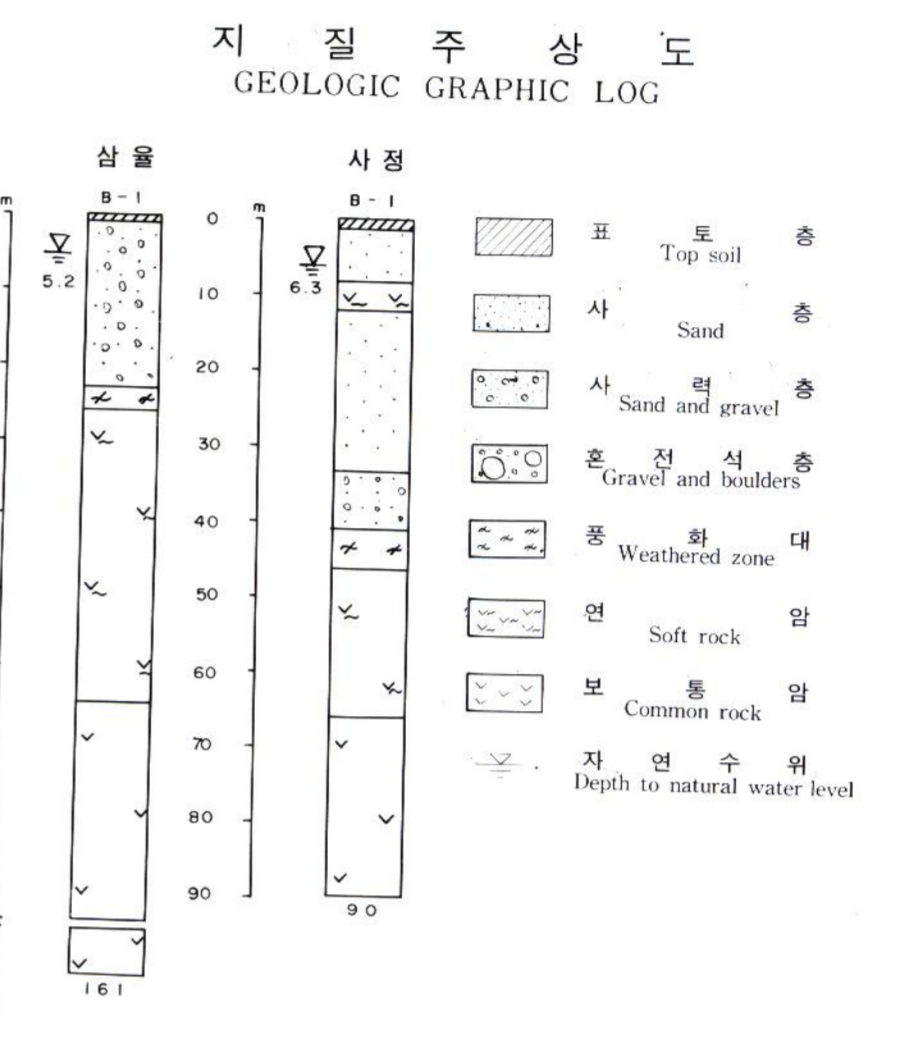 지 질 주 상 도
GEOLOGIC GRAPHIC LOG
삼 율
B - 1
5.2
161
m
m
0
10
20
30
40
50
60
70
80
90
사 정
B - 1
6.3
90
표 토 층
Top soil
사 층
Sand
사 력 층
Sand and gravel
혼 전 석 층
Gravel and boulders
풍 화 대
Weathered zone
연 암
Soft rock
보 통 암
Common rock
자 연 수 위
Depth to natural water level